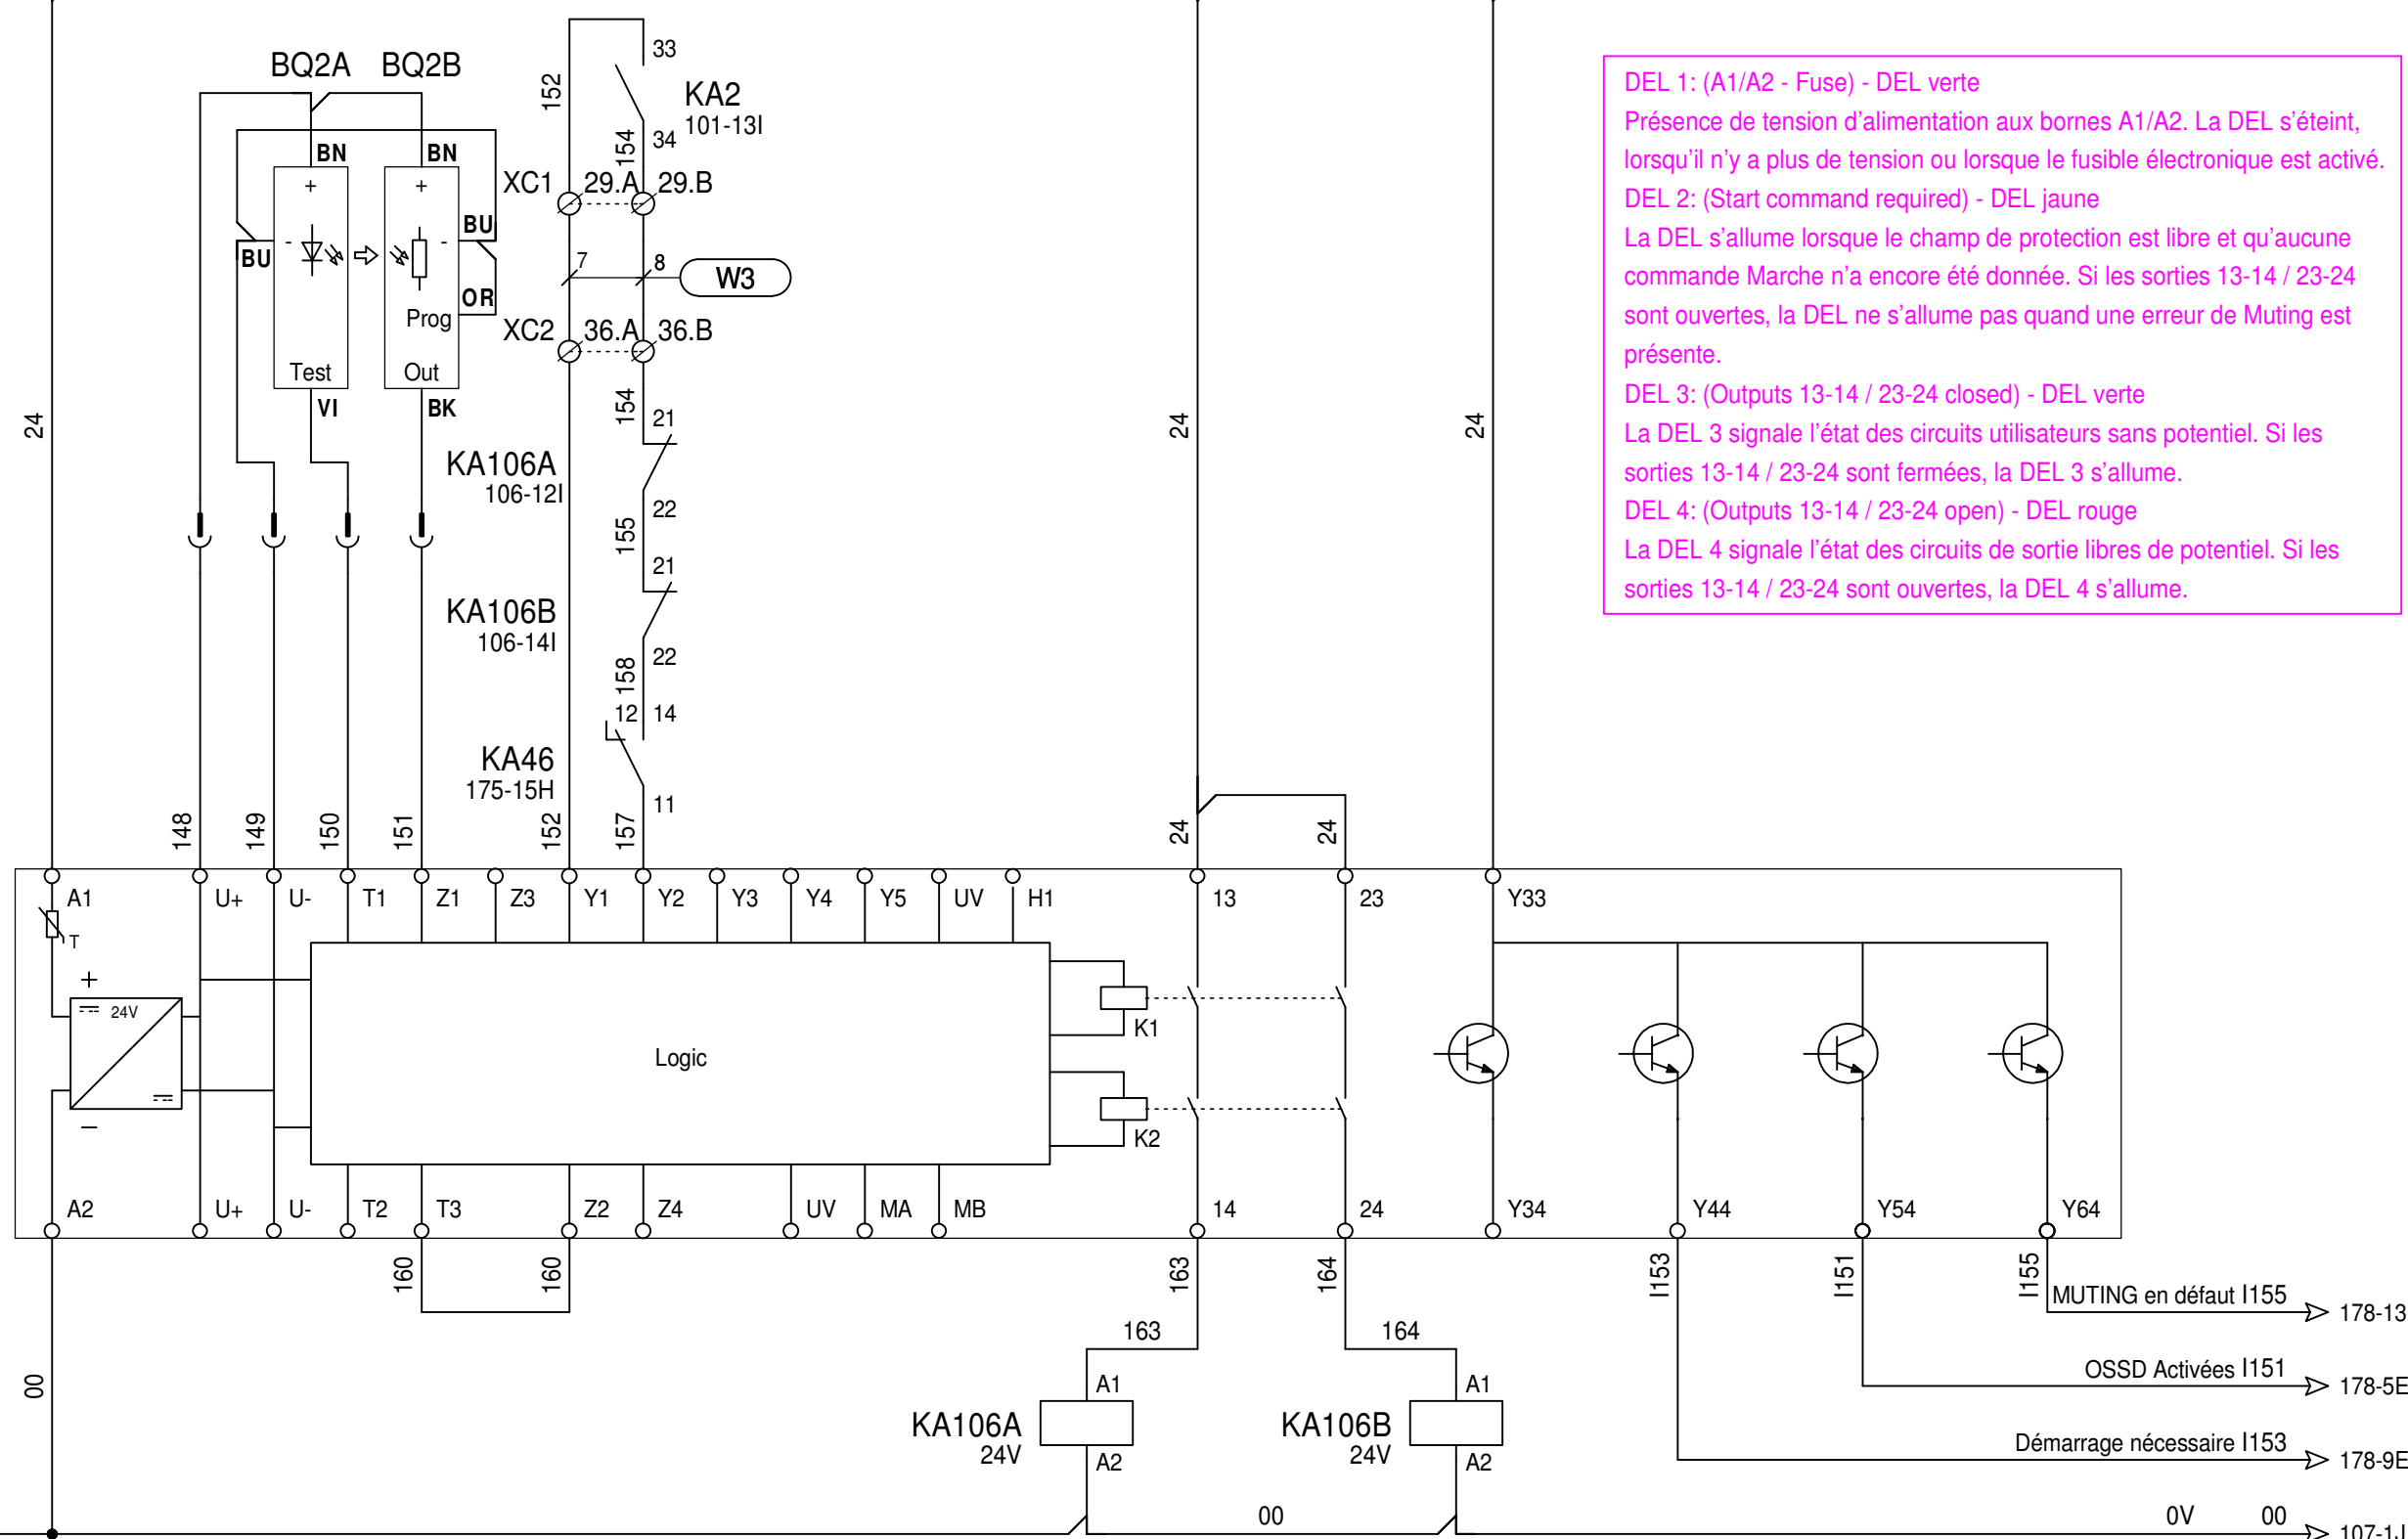 BQ2A BQ2B
33
152
KA2
101-13I
154
34
BN BN
+ +
XC1 29.A 29.B
BU
- -
BU
7 8
W3
OR
Prog
XC2 36.A 36.B
Test Out
VI BK
24
154
21
24
24
KA106A
106-12I
22
155
21
KA106B
106-14I
22
158
12 14
KA46
175-15H
11
148 149 150 151 152 157 24 24
DEL 1: (A1/A2 - Fuse) - DEL verte
Présence de tension d'alimentation aux bornes A1/A2. La DEL s'éteint,
lorsqu'il n'y a plus de tension ou lorsque le fusible électronique est activé.
DEL 2: (Start command required) - DEL jaune
La DEL s'allume lorsque le champ de protection est libre et qu'aucune
commande Marche n'a encore été donnée. Si les sorties 13-14 / 23-24
sont ouvertes, la DEL ne s'allume pas quand une erreur de Muting est
présente.
DEL 3: (Outputs 13-14 / 23-24 closed) - DEL verte
La DEL 3 signale l'état des circuits utilisateurs sans potentiel. Si les
sorties 13-14 / 23-24 sont fermées, la DEL 3 s'allume.
DEL 4: (Outputs 13-14 / 23-24 open) - DEL rouge
La DEL 4 signale l'état des circuits de sortie libres de potentiel. Si les
sorties 13-14 / 23-24 sont ouvertes, la DEL 4 s'allume.
A1 U+ U- T1 Z1 Z3 Y1 Y2 Y3 Y4 Y5 UV H1 13 23 Y33
T
+
24V
K1
Logic
–
K2
A2 U+ U- T2 T3 Z2 Z4 UV MA MB 14 24 Y34 Y44 Y54 Y64
160 160 163 164 I153 I151 I155
MUTING en défaut I155 178-13
163 164
00
OSSD Activées I151 178-5E
A1 A1
KA106A KA106B
24V 24V
Démarrage nécessaire I153 178-9E
A2 A2
00 0V 00 107-1J